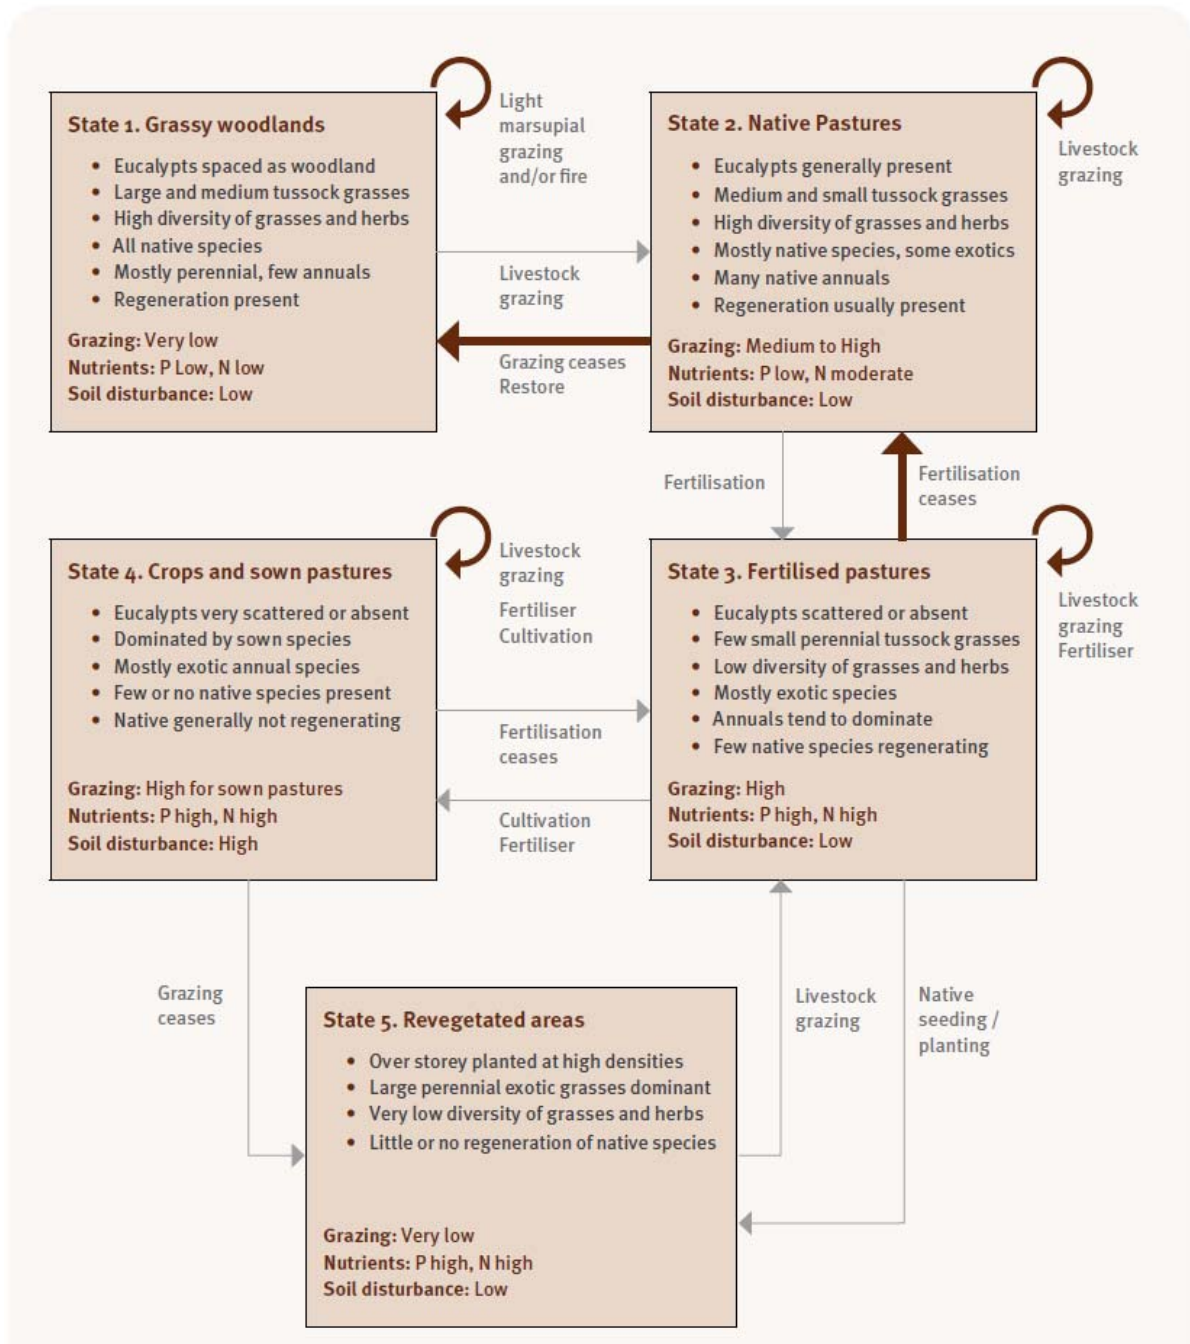 State 1. Grassy woodlands
• Eucalypts spaced as woodland
• Large and medium tussock grasses
• High diversity of grasses and herbs
• All native species
• Mostly perennial, few annuals
• Regeneration present
Grazing: Very low
Nutrients: P Low, N low
Soil disturbance: Low
Light
marsupial
grazing
and/or fire
Livestock
grazing
Grazing ceases
Restore
State 2. Native Pastures
• Eucalypts generally present
• Medium and small tussock grasses
• High diversity of grasses and herbs
• Mostly native species, some exotics
• Many native annuals
• Regeneration usually present
Grazing: Medium to High
Nutrients: P low, N moderate
Soil disturbance: Low
Livestock
grazing
Fertilisation
Fertilisation
ceases
State 4. Crops and sown pastures
• Eucalypts very scattered or absent
• Dominated by sown species
• Mostly exotic annual species
• Few or no native species present
• Native generally not regenerating
Grazing: High for sown pastures
Nutrients: P high, N high
Soil disturbance: High
Livestock
grazing
Fertiliser
Cultivation
Fertilisation
ceases
Cultivation
Fertiliser
State 3. Fertilised pastures
• Eucalypts scattered or absent
• Few small perennial tussock grasses
• Low diversity of grasses and herbs
• Mostly exotic species
• Annuals tend to dominate
• Few native species regenerating
Grazing: High
Nutrients: P high, N high
Soil disturbance: Low
Livestock
grazing
Fertiliser
Grazing
ceases
State 5. Revegetated areas
• Over storey planted at high densities
• Large perennial exotic grasses dominant
• Very low diversity of grasses and herbs
• Little or no regeneration of native species
Grazing: Very low
Nutrients: P high, N high
Soil disturbance: Low
Livestock
grazing
Native
seeding /
planting